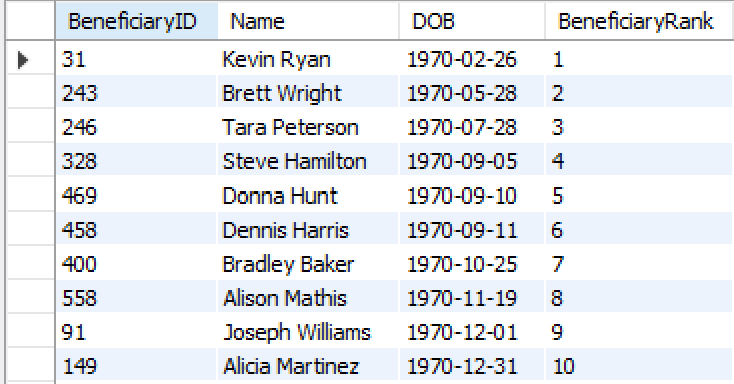 BeneficiaryID Name DOB BeneficiaryRank
31 Kevin Ryan 1970-02-26 1
243 Brett Wright 1970-05-28 2
246 Tara Peterson 1970-07-28 3
328 Steve Hamilton 1970-09-05 4
469 Donna Hunt 1970-09-10 5
458 Dennis Harris 1970-09-11 6
400 Bradley Baker 1970-10-25 7
558 Alison Mathis 1970-11-19 8
91 Joseph Williams 1970-12-01 9
149 Alicia Martinez 1970-12-31 10